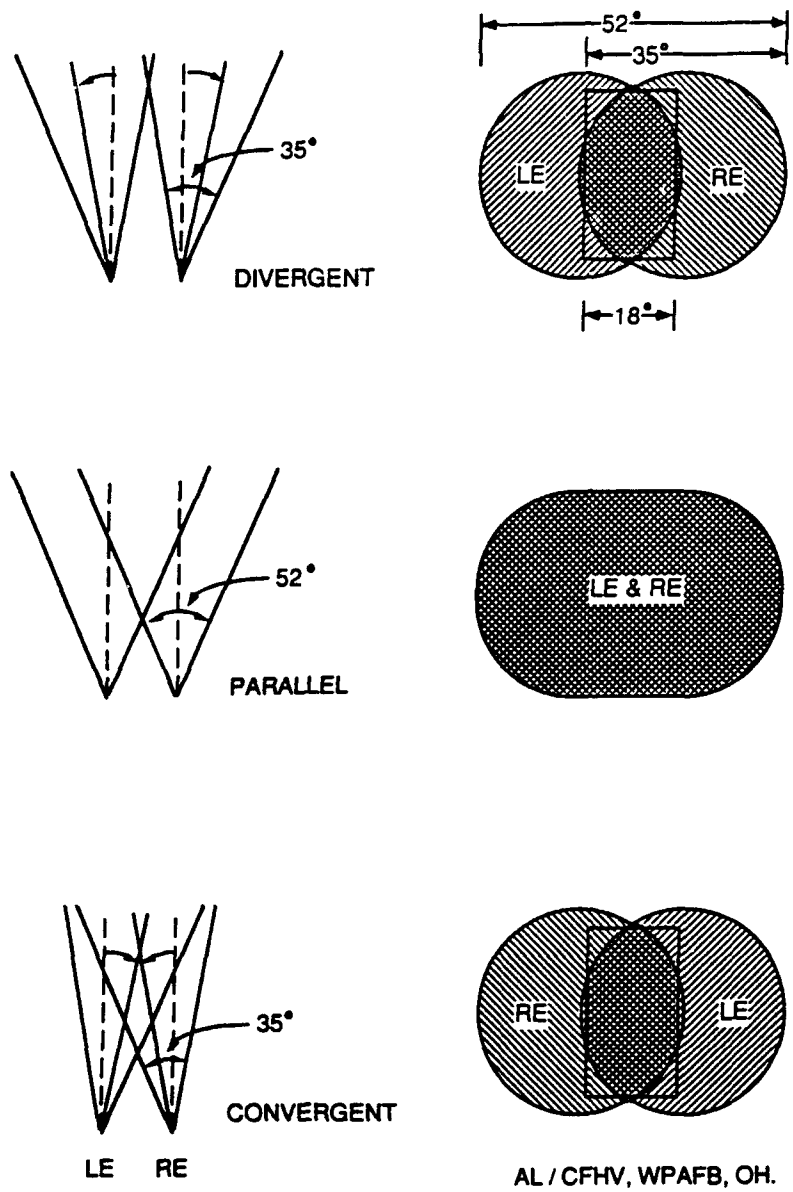 52°
35°
35°
LE
RE
DIVERGENT
18°
52°
LE & RE
PARALLEL
35°
RE
LE
CONVERGENT
LE RE
AL / CFHV, WPAFB, OH.